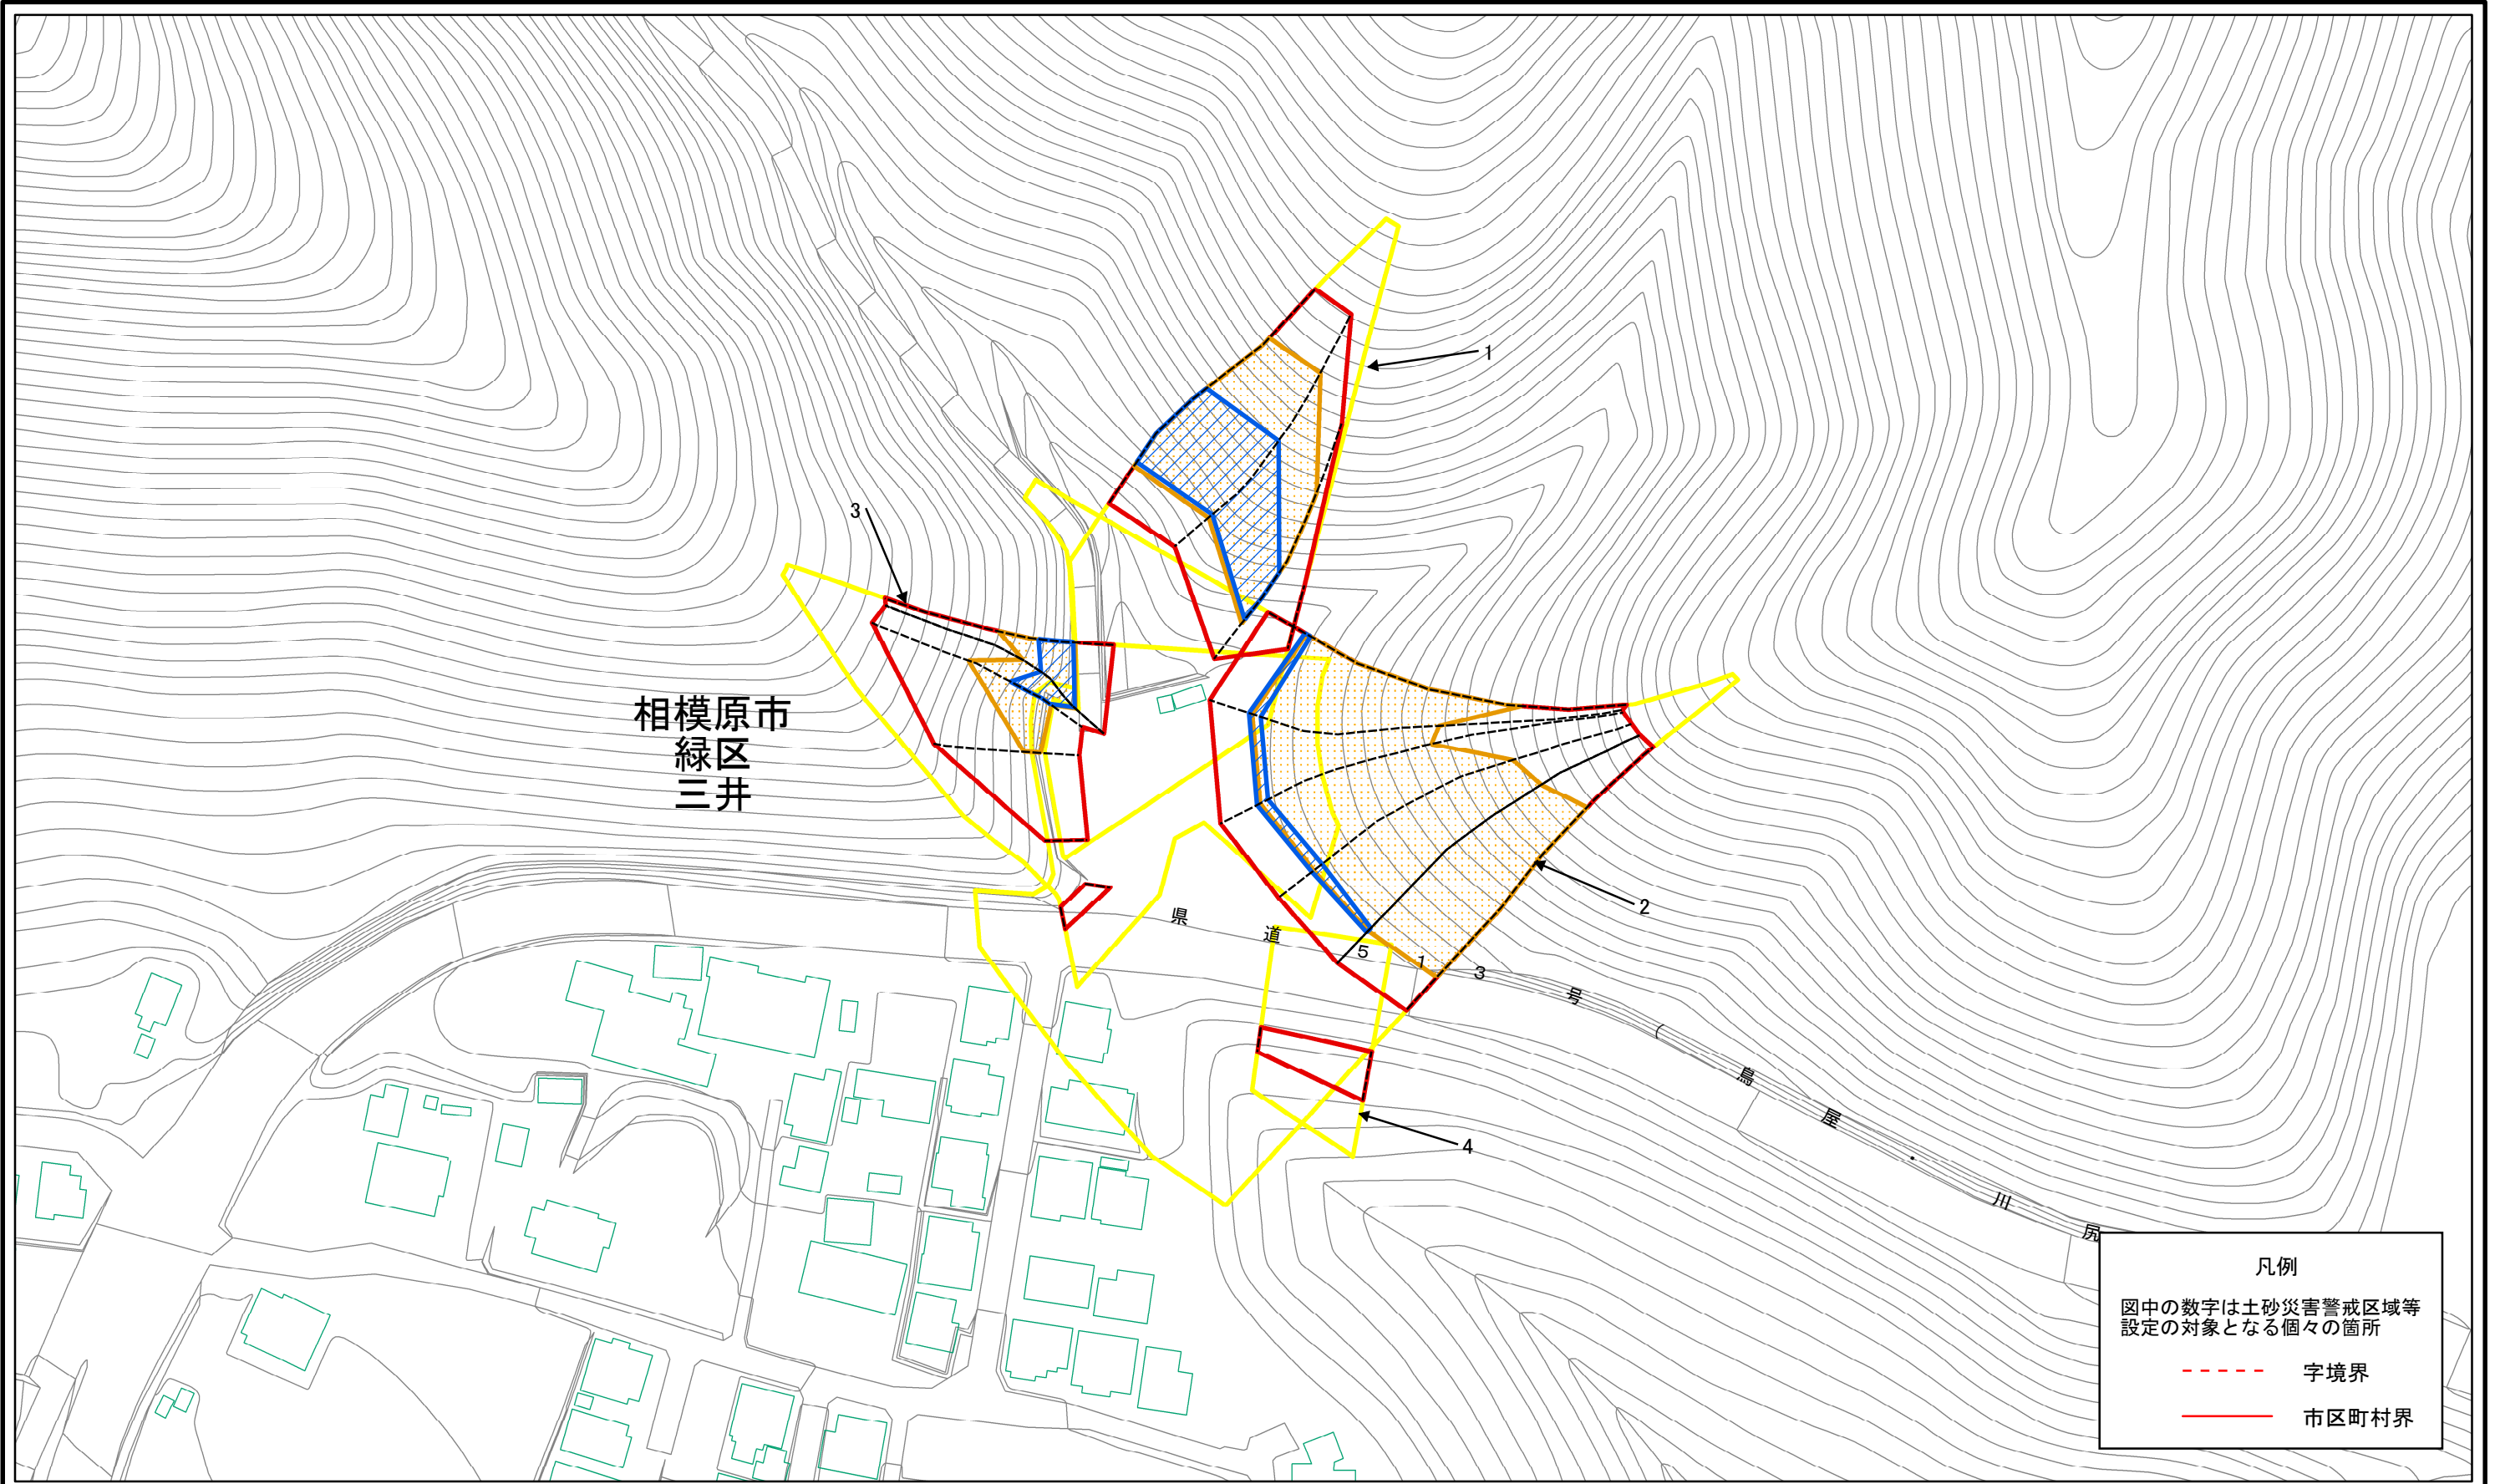 1
3
相模原市
緑区
三井
2
県道513号鳥屋川尻
4
凡例
図中の数字は土砂災害警戒区域等
設定の対象となる個々の箇所
字境界
市区町村界